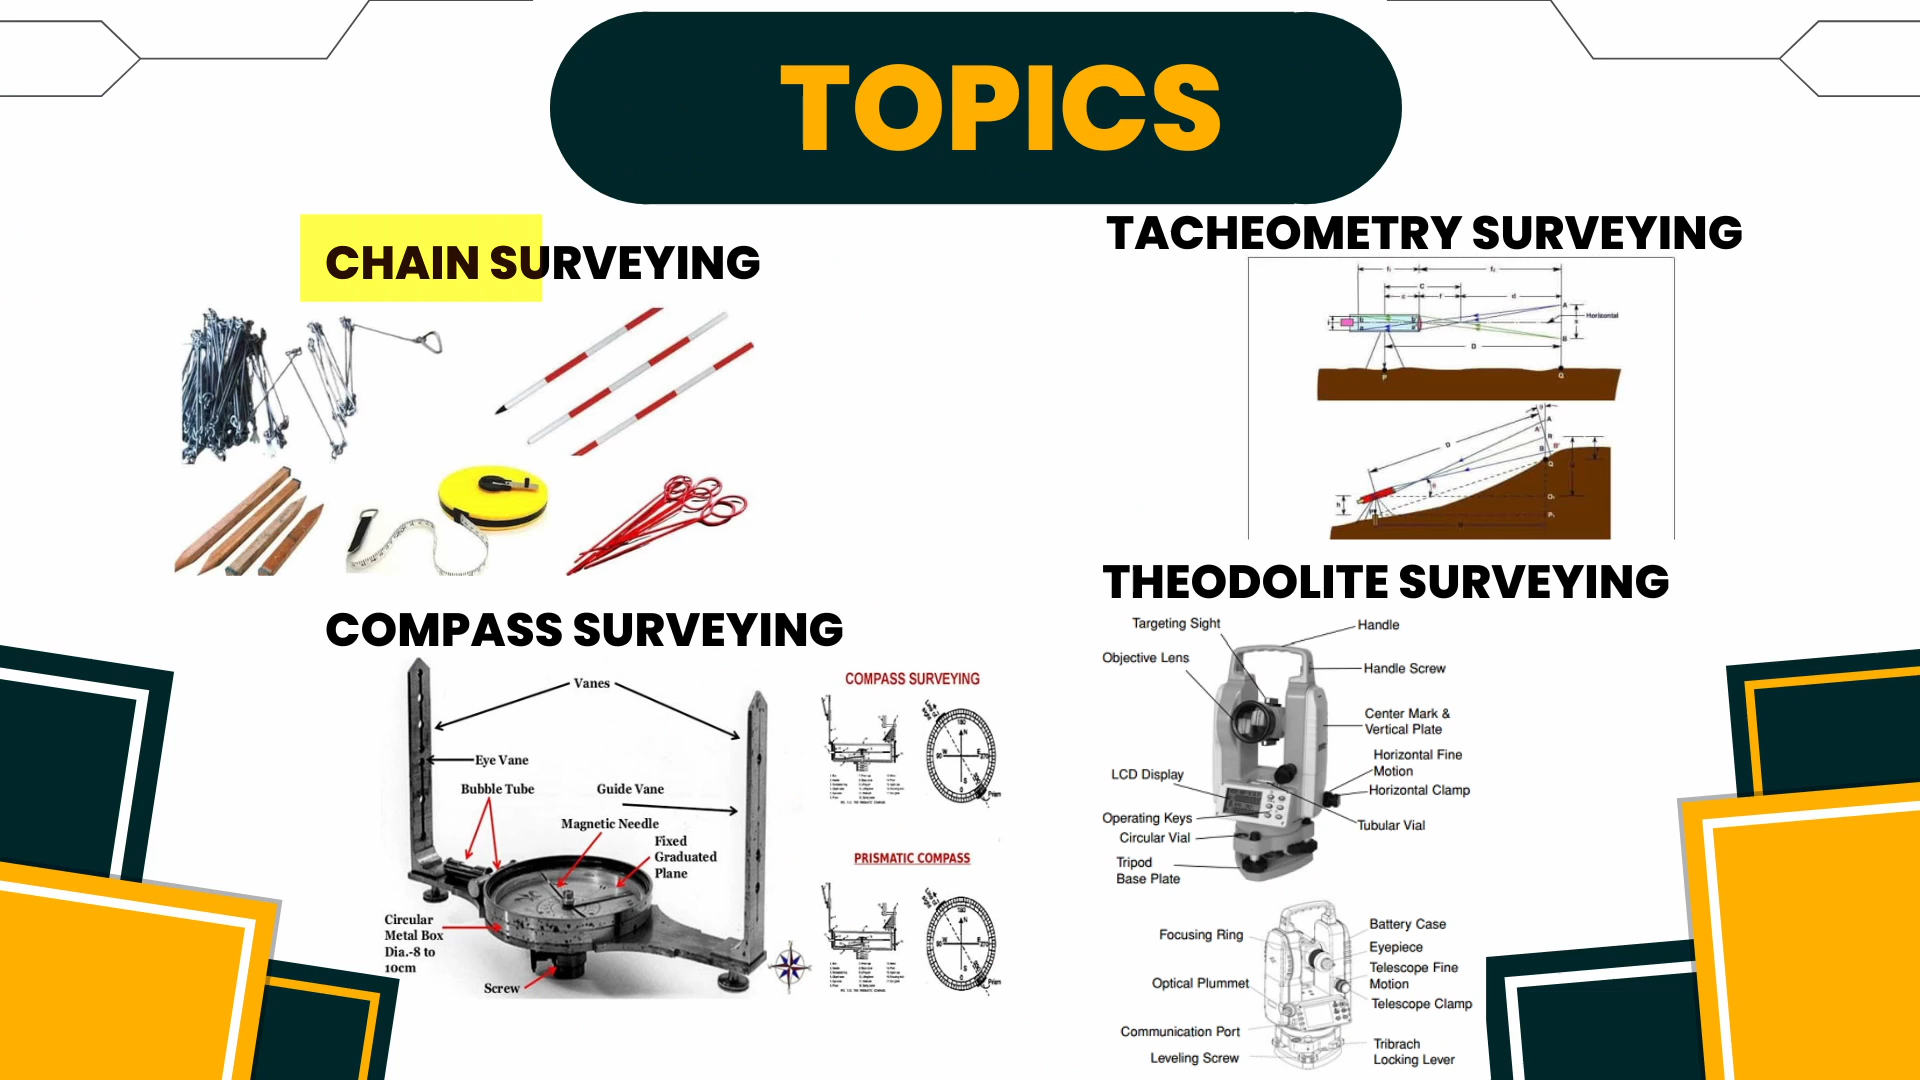 TOPICS
CHAIN SURVEYING
TACHEOMETRY SURVEYING
Horizontal
COMPASS SURVEYING
Vanes
Eye Vane
Bubble Tube
Guide Vane
Magnetic Needle
Fixed
Graduated
Plane
Circular
Metal Box
Dia.-8 to
10cm
Screw
COMPASS SURVEYING
Prism
PRISMATIC COMPASS
Prism
THEODOLITE SURVEYING
Targeting Sight
Handle
Objective Lens
Handle Screw
Center Mark &
Vertical Plate
Horizontal Fine
Motion
LCD Display
Horizontal Clamp
Operating Keys
Tubular Vial
Circular Vial
Tripod
Base Plate
Battery Case
Focusing Ring
Eyepiece
Telescope Fine
Motion
Optical Plummet
Telescope Clamp
Communication Port
Tribrach
Locking Lever
Leveling Screw